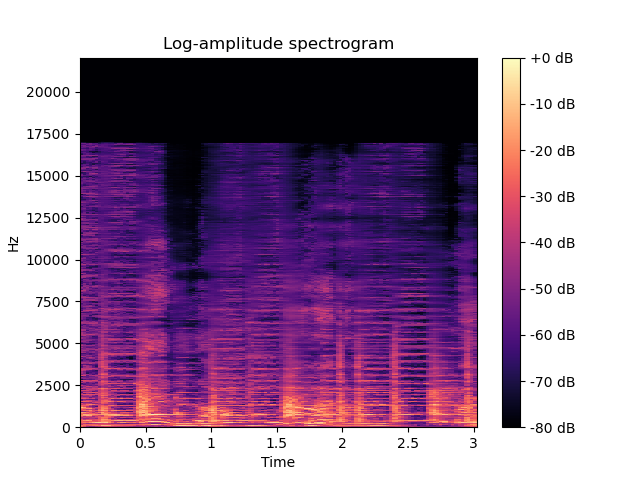 Log-amplitude spectrogram
Hz
20000
17500
15000
12500
10000
7500
5000
2500
0
0 0.5 1 1.5 2 2.5 3
Time
+0 dB
-10 dB
-20 dB
-30 dB
-40 dB
-50 dB
-60 dB
-70 dB
-80 dB